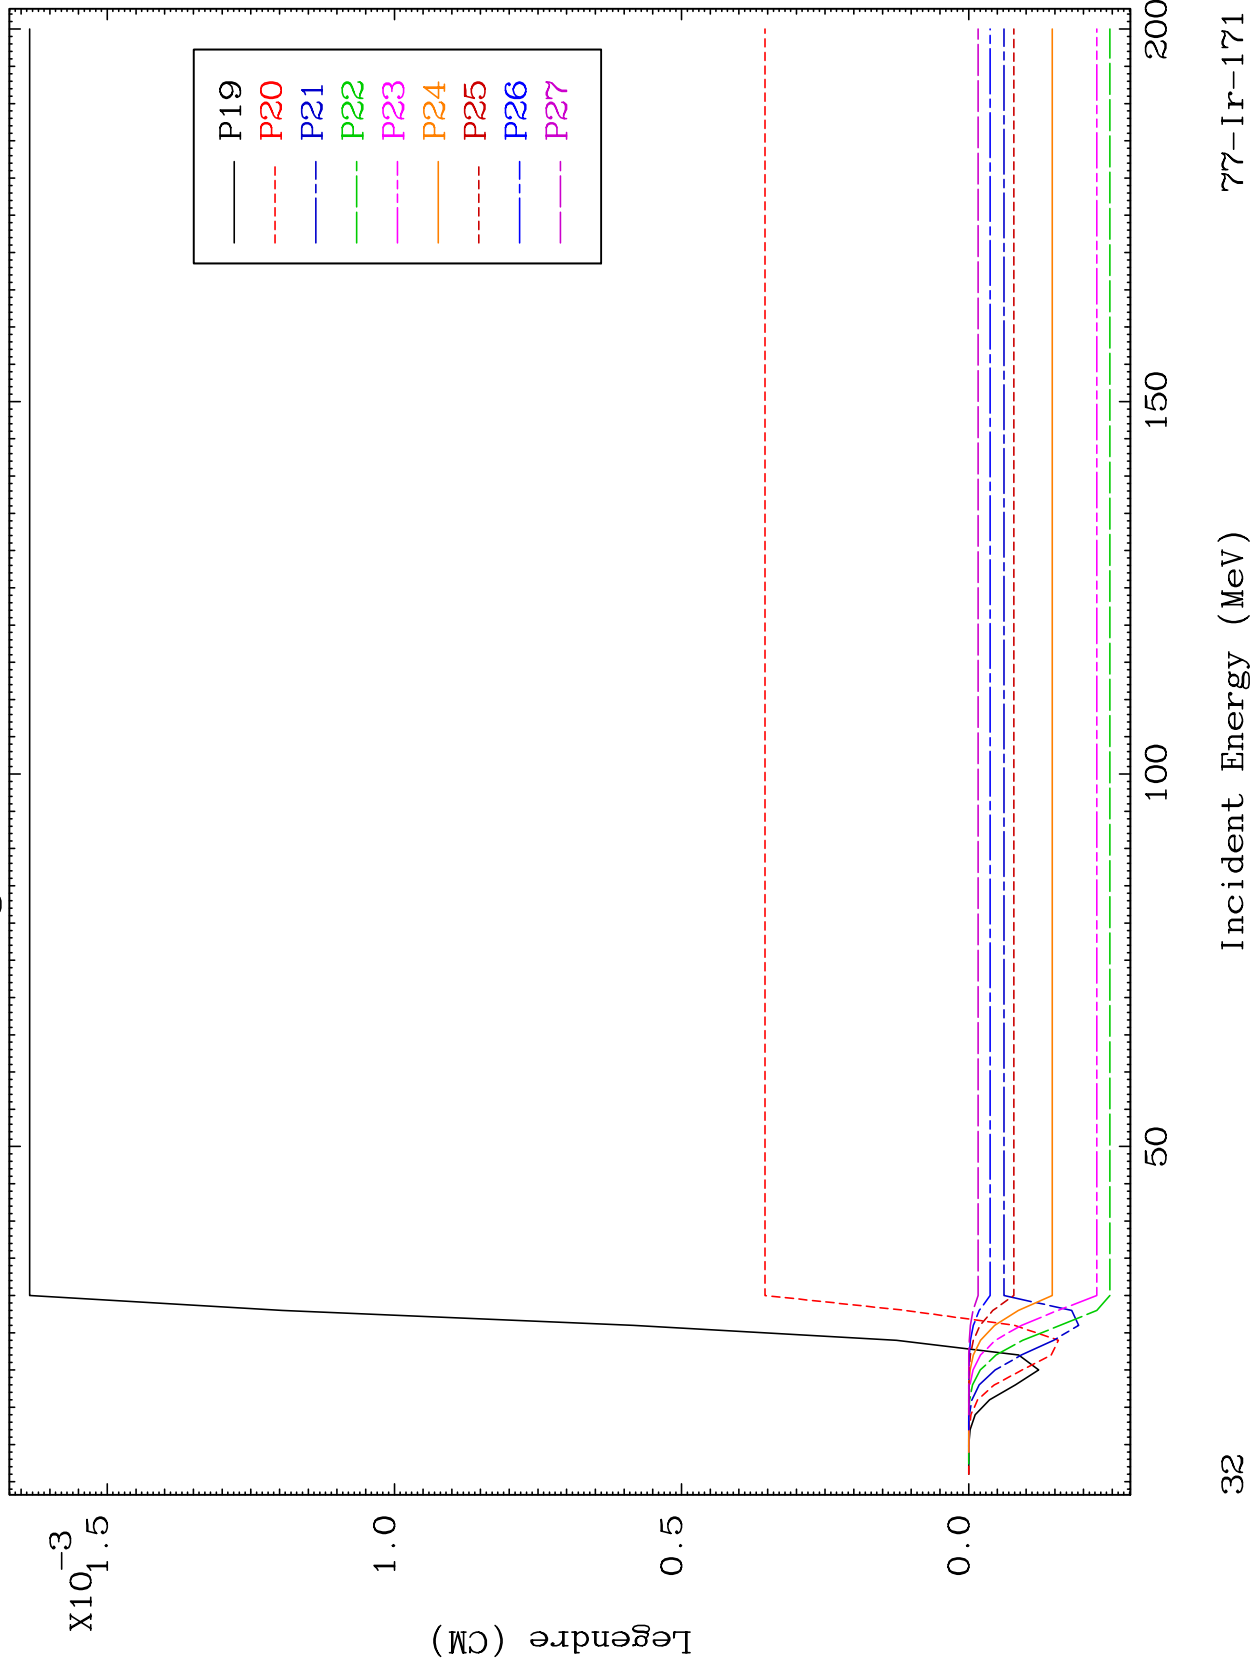 X10⁻³
1.5
1.0
0.5
0.0
Legendre (CM)
P19
P20
P21
P22
P23
P24
P25
P26
P27
50
100
150
200
32
Incident Energy (MeV)
77-Ir-171